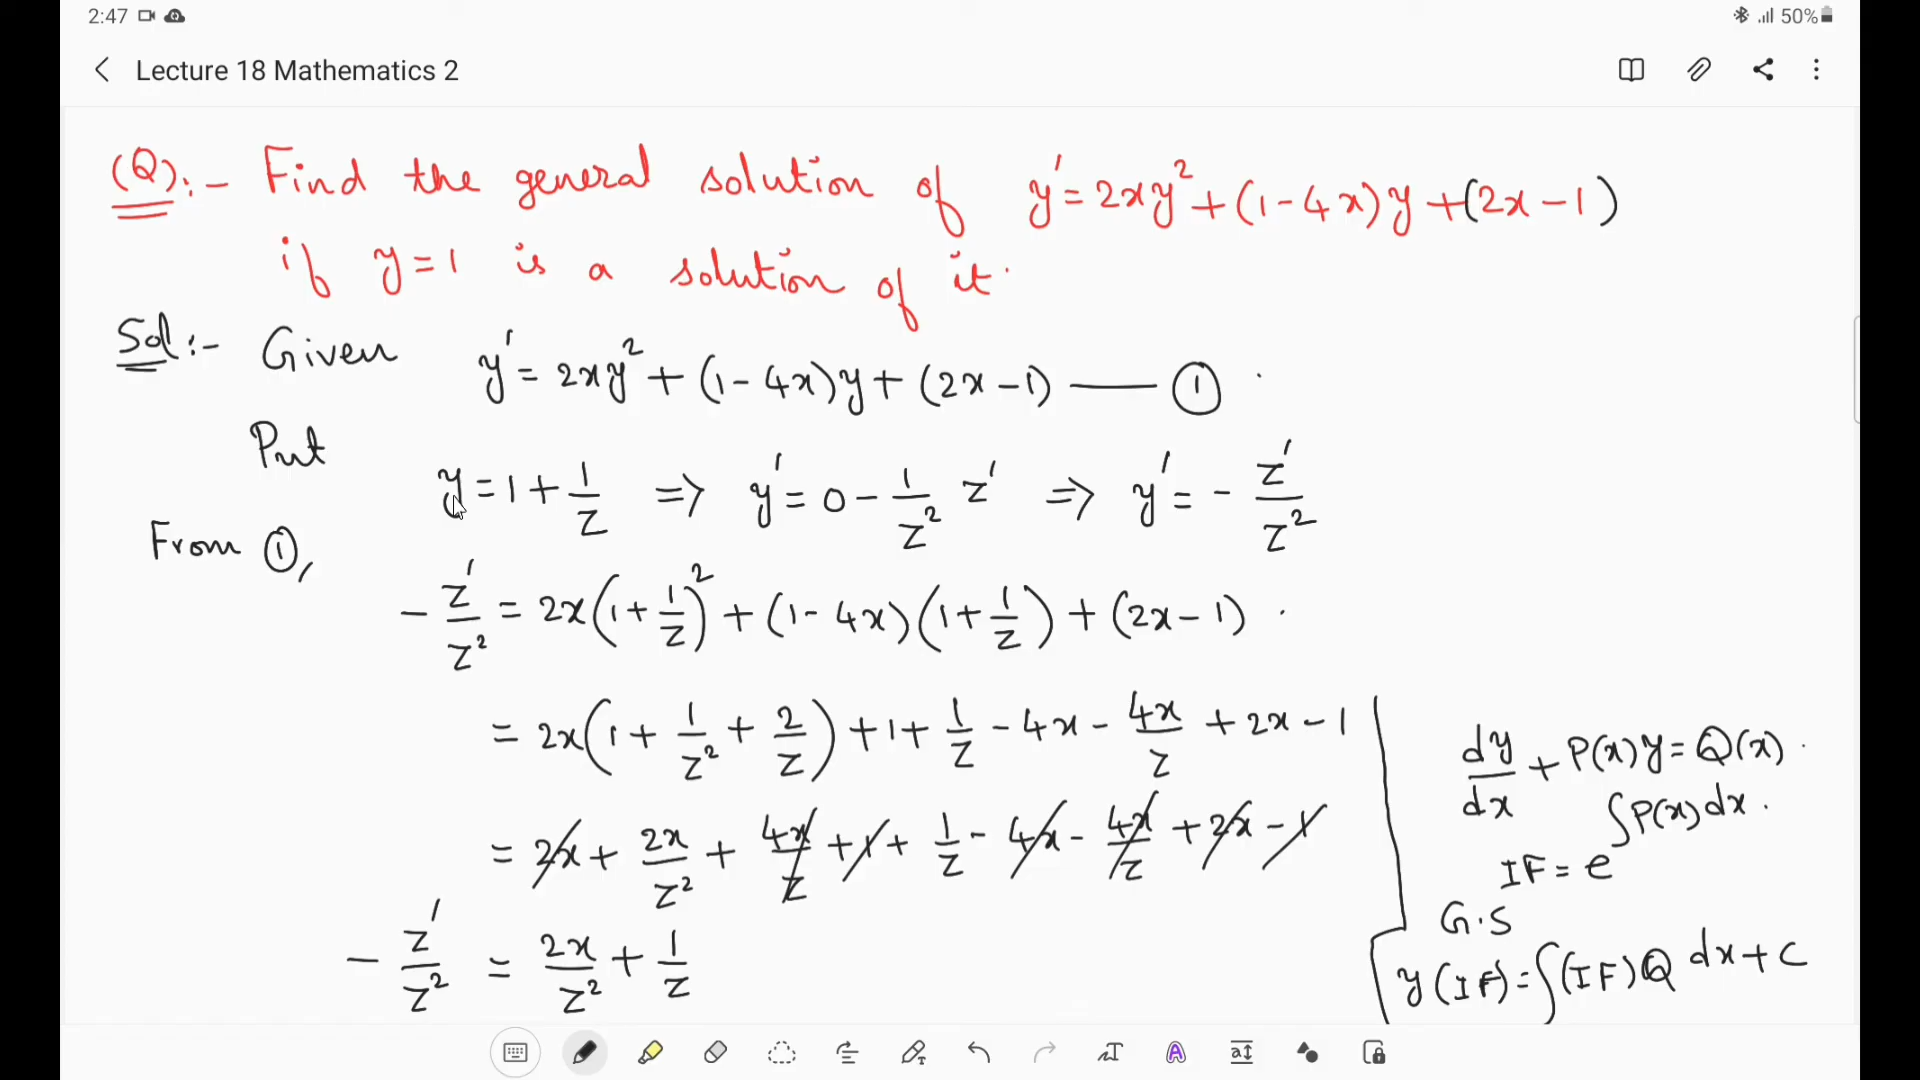 2:47
50%
Lecture 18 Mathematics 2
(Q):- Find the general solution of y' = 2xy² + (1-4x)y + (2x-1)
if y=1 is a solution of it.
Sol:- Given y' = 2xy² + (1-4x)y + (2x-1) —— ①
Put
y = 1 + 1/z ⇒ y' = 0 - 1/z² z' ⇒ y' = - z'/z²
From ①,
- z'/z² = 2x(1 + 1/z)² + (1-4x)(1 + 1/z) + (2x-1).
= 2x(1 + 1/z² + 2/z) + 1 + 1/z - 4x - 4x/z + 2x - 1
= 2x + 2x/z² + 4x/z + 1 + 1/z - 4x - 4x/z + 2x - 1
- z'/z² = 2x/z² + 1/z
dy/dx + P(x)y = Q(x).
IF = e^∫P(x)dx.
G.S
y(IF) = ∫(IF)Q dx + C